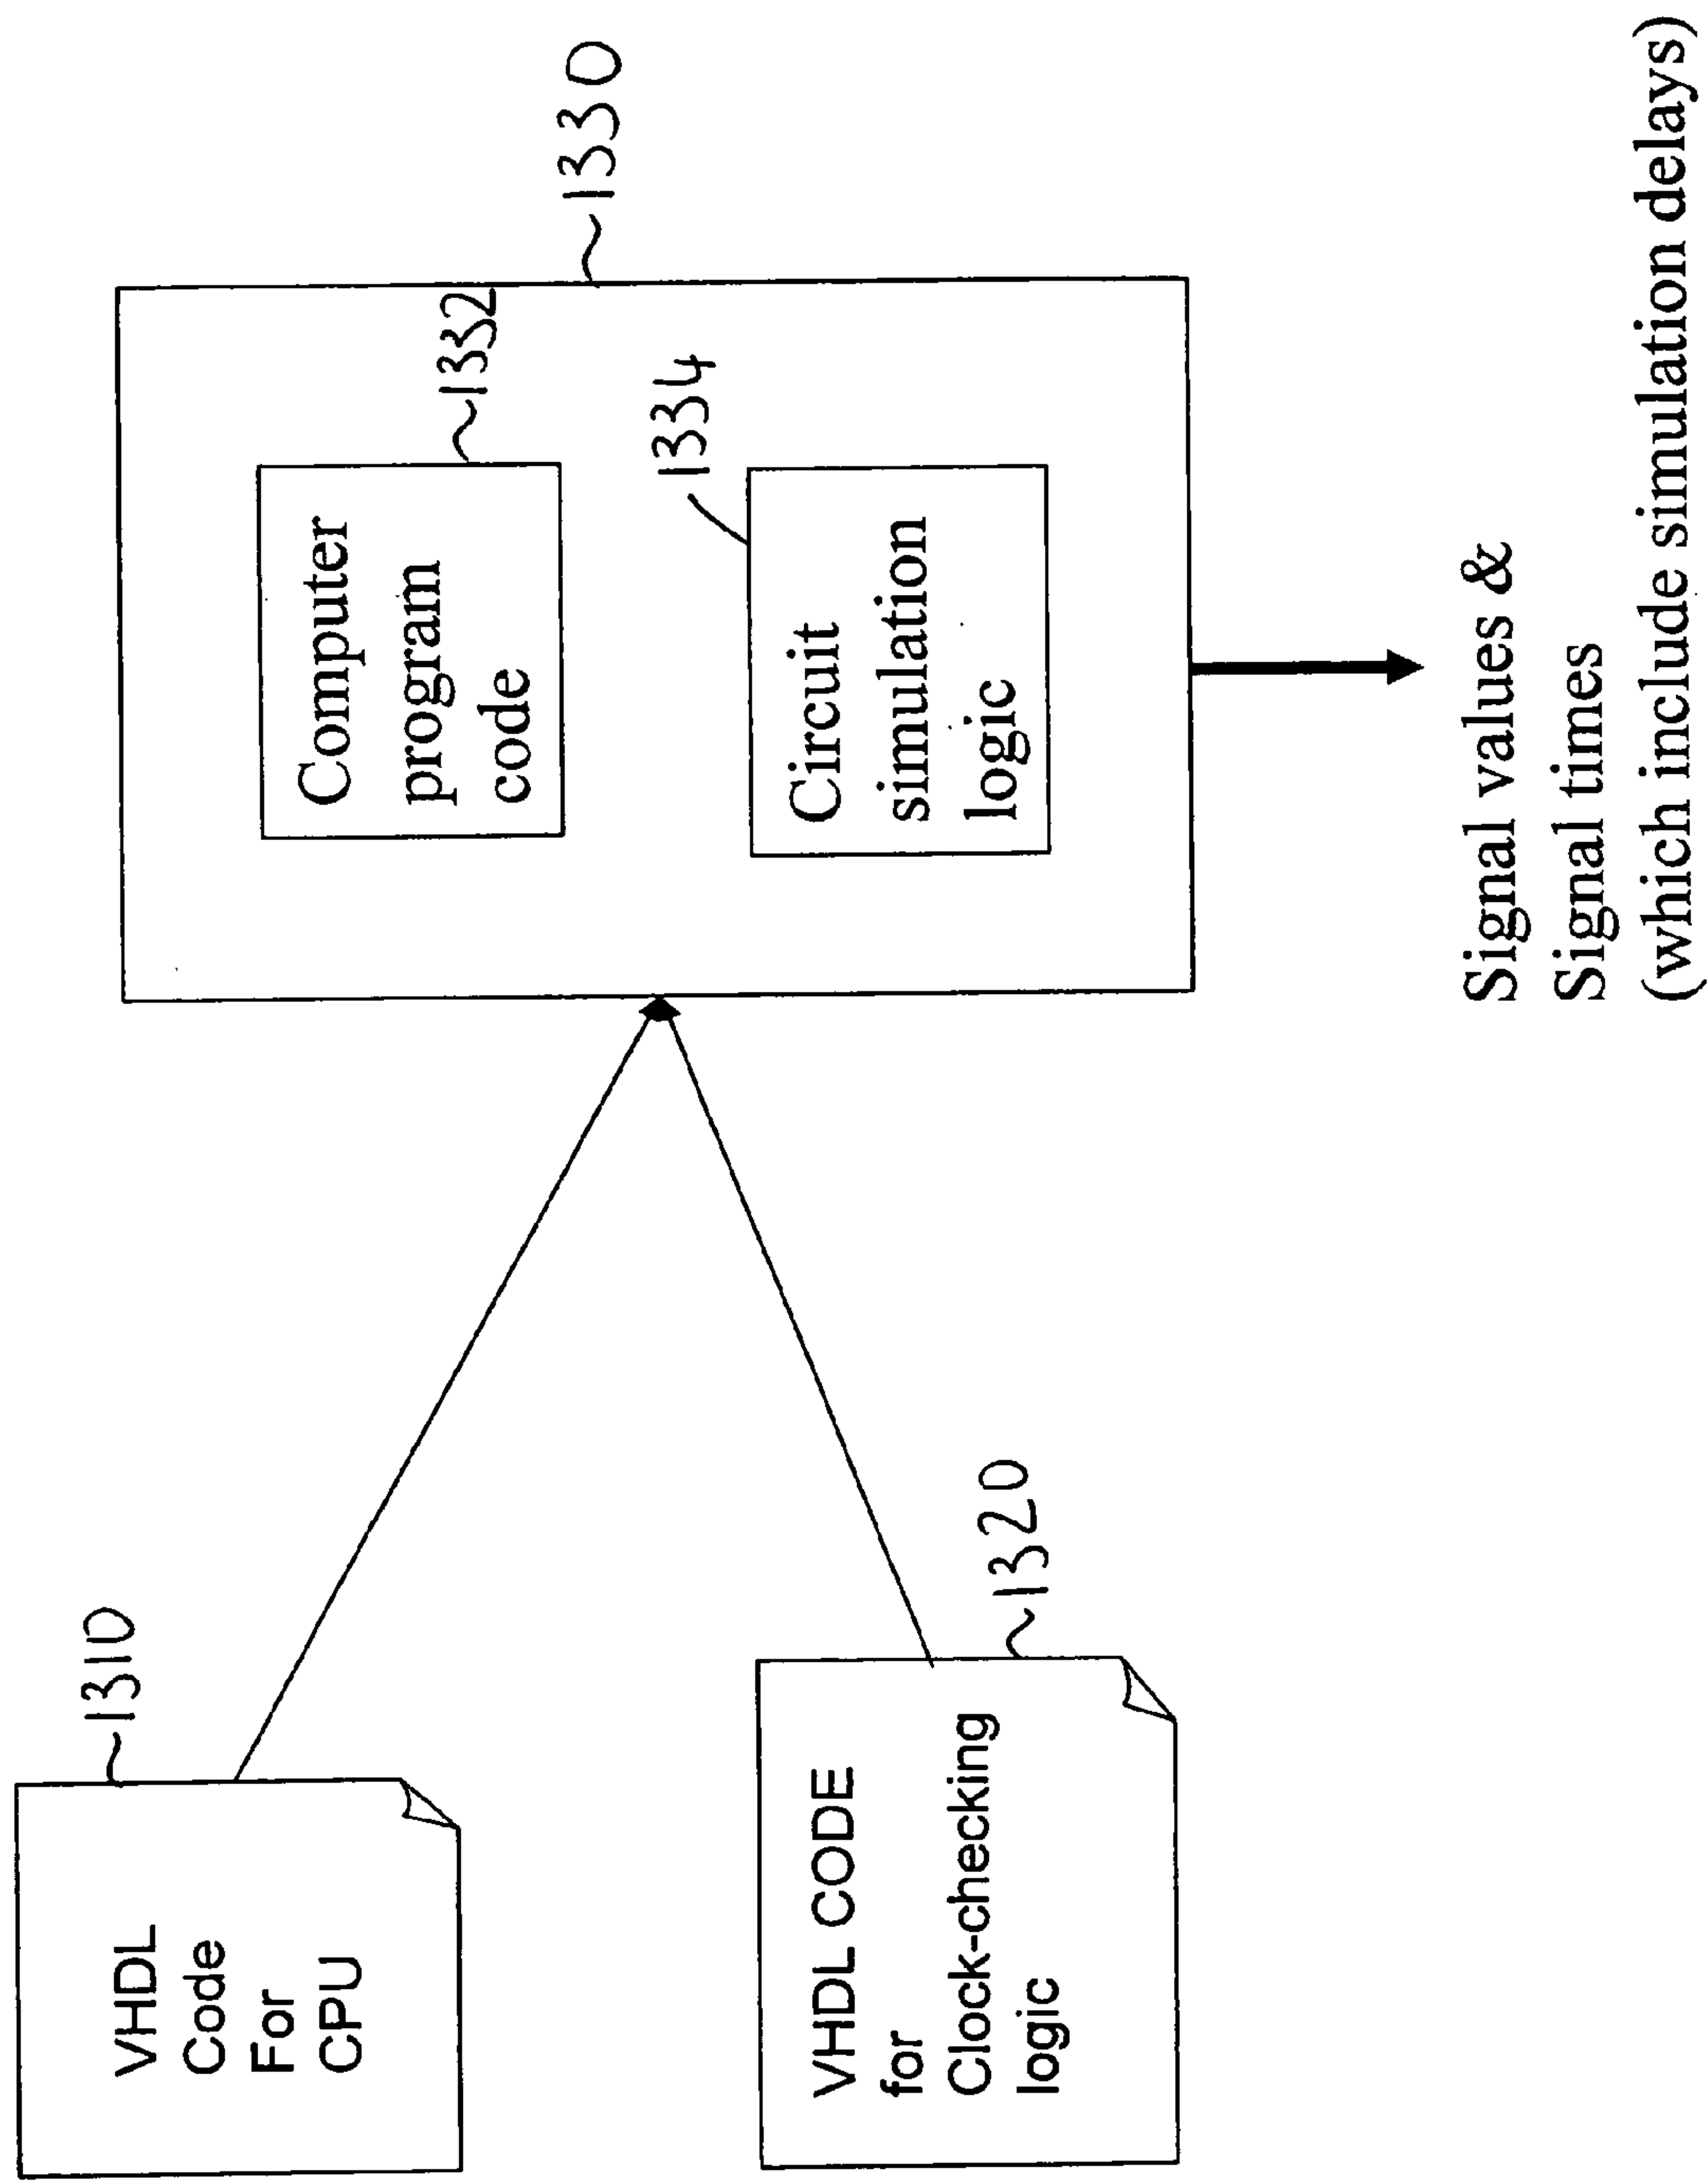 VHDL
Code
For
CPU
1310
VHDL CODE
for
Clock-checking
logic
1320
Computer
program
code
1332
Circuit
simulation
logic
1334
1330
Signal values &
Signal times
(which include simulation delays)